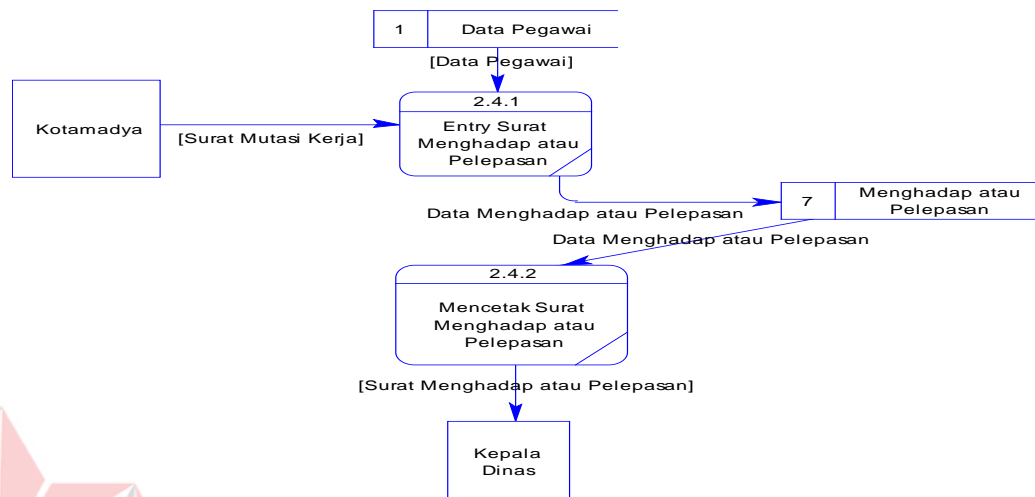 1 Data Pegawai
[Data Pegawai]
2.4.1
Kotamadya
[Surat Mutasi Kerja]
Entry Surat
Menghadap atau
Pelepasan
7 Menghadap atau
Pelepasan
Data Menghadap atau Pelepasan
Data Menghadap atau Pelepasan
2.4.2
Mencetak Surat
Menghadap atau
Pelepasan
[Surat Menghadap atau Pelepasan]
Kepala
Dinas